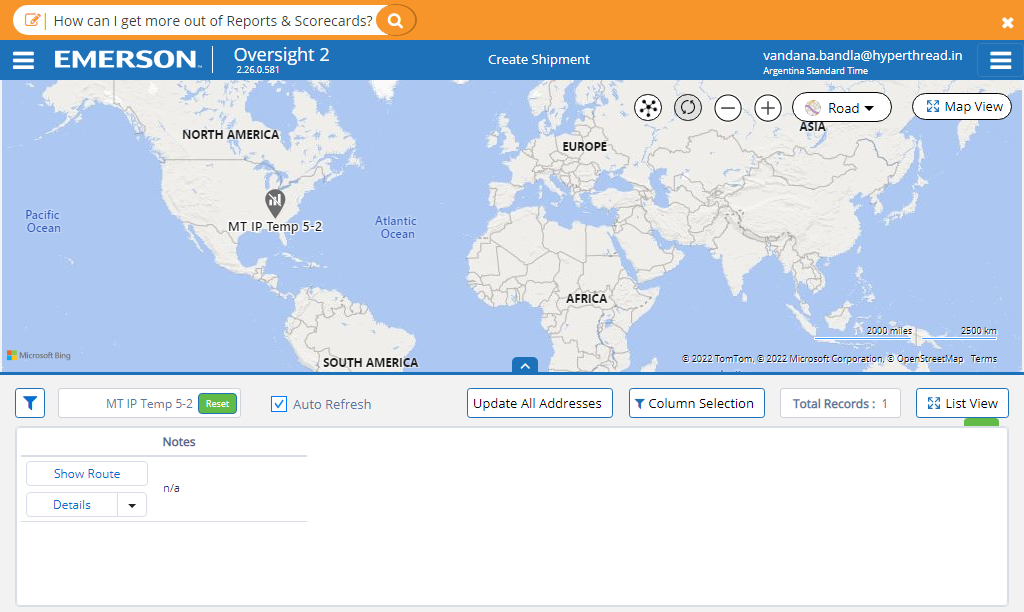 How can I get more out of Reports & Scorecards?
EMERSON
Oversight 2
2.26.0.581
Create Shipment
vandana.bandla@hyperthread.in
Argentina Standard Time
Road
Map View
NORTH AMERICA
EUROPE
ASIA
Pacific
Ocean
MT IP Temp 5-2
Atlantic
Ocean
AFRICA
SOUTH AMERICA
2000 miles
2500 km
Microsoft Bing
© 2022 TomTom, © 2022 Microsoft Corporation, © OpenStreetMap Terms
MT IP Temp 5-2
Reset
Auto Refresh
Update All Addresses
Column Selection
Total Records : 1
List View
Notes
Show Route
n/a
Details